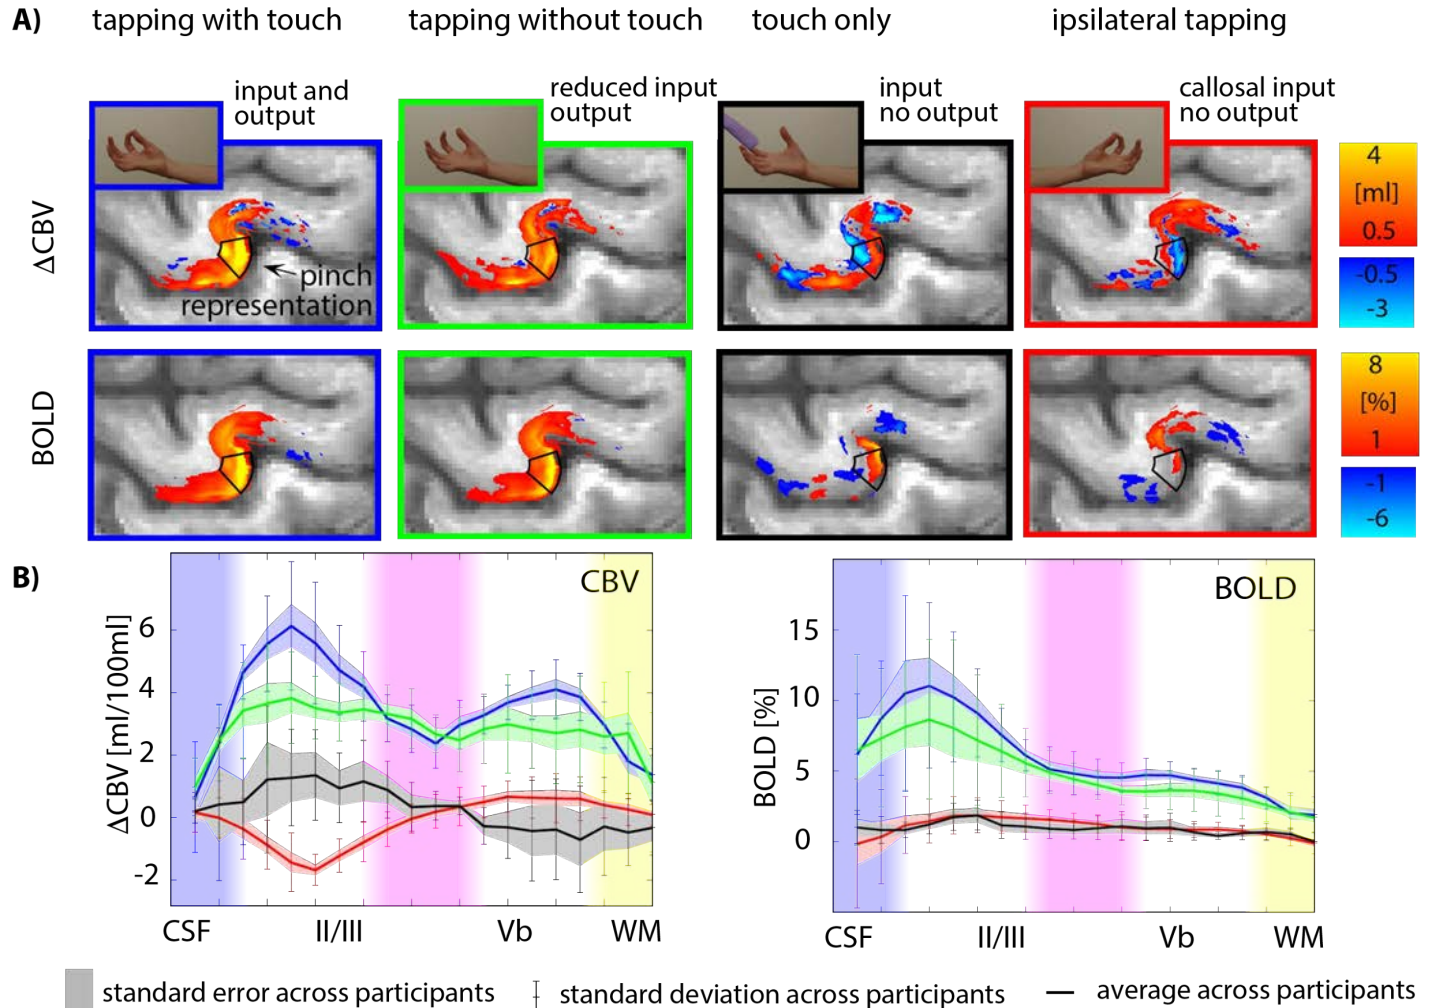 A)
tapping with touch
tapping without touch
touch only
ipsilateral tapping
input and
output
reduced input
output
input
no output
callosal input
no output
ΔCBV
pinch
representation
4
[ml]
0.5
-0.5
-3
BOLD
8
[%]
1
-1
-6
B)
CBV
ΔCBV [ml/100ml]
6
4
2
0
-2
CSF
II/III
Vb
WM
BOLD
BOLD [%]
15
10
5
0
CSF
II/III
Vb
WM
standard error across participants
standard deviation across participants
average across participants